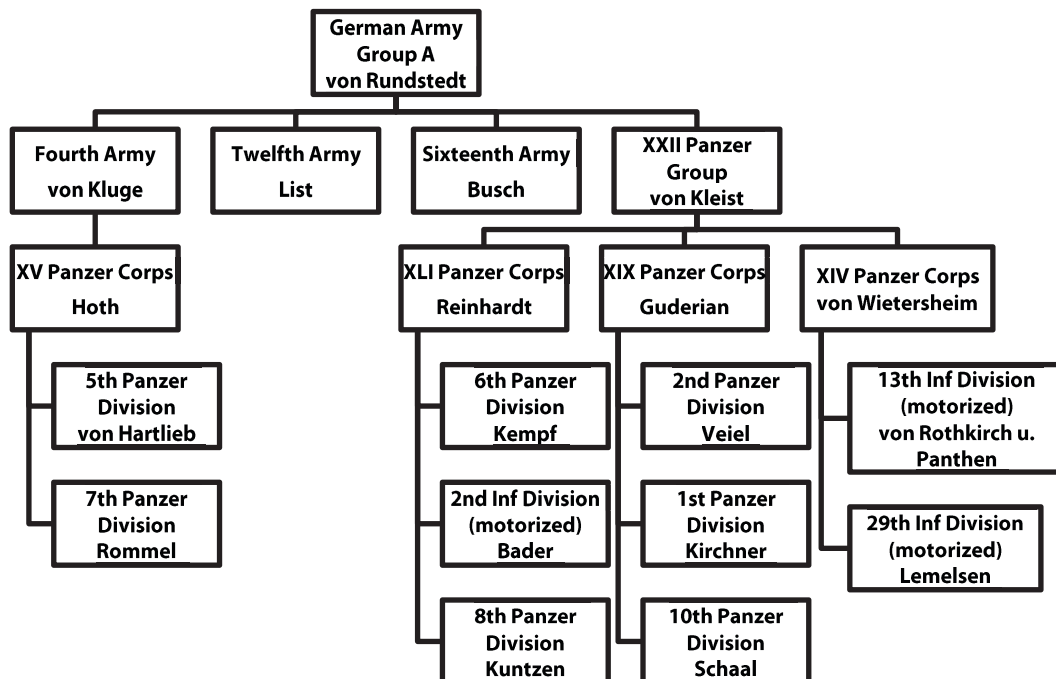 German Army
Group A
von Rundstedt
Fourth Army
von Kluge
Twelfth Army
List
Sixteenth Army
Busch
XXII Panzer
Group
von Kleist
XV Panzer Corps
Hoth
XLI Panzer Corps
Reinhardt
XIX Panzer Corps
Guderian
XIV Panzer Corps
von Wietersheim
5th Panzer
Division
von Hartlieb
7th Panzer
Division
Rommel
6th Panzer
Division
Kempf
2nd Inf Division
(motorized)
Bader
8th Panzer
Division
Kuntzen
2nd Panzer
Division
Veiel
1st Panzer
Division
Kirchner
10th Panzer
Division
Schaal
13th Inf Division
(motorized)
von Rothkirch u.
Panthen
29th Inf Division
(motorized)
Lemelsen